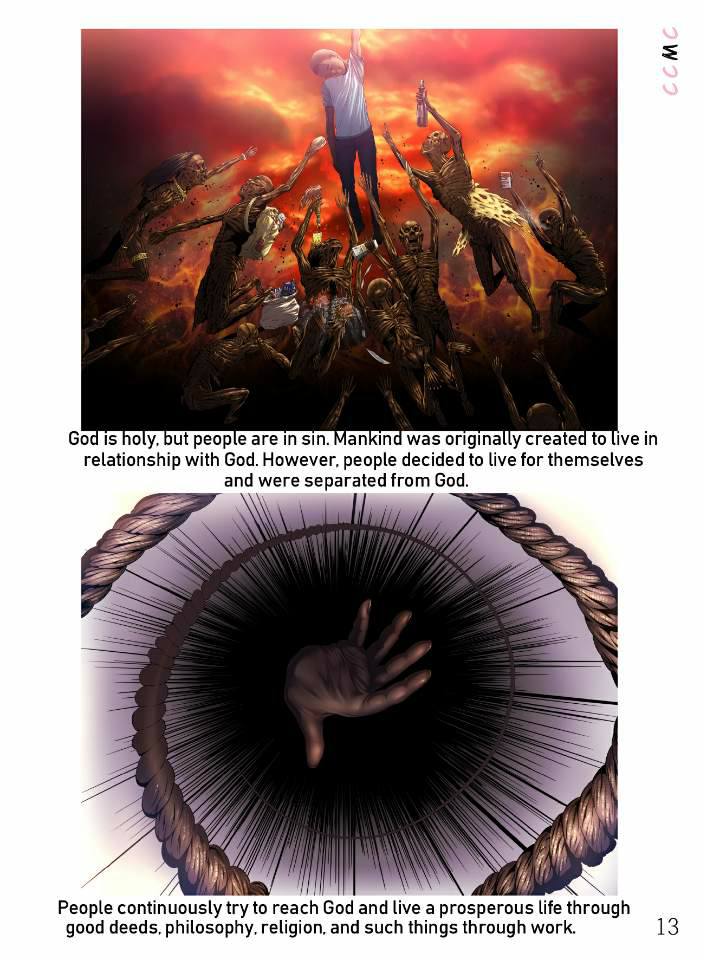 CCWC
God is holy, but people are in sin. Mankind was originally created to live in
relationship with God. However, people decided to live for themselves
and were separated from God.
People continuously try to reach God and live a prosperous life through
good deeds, philosophy, religion, and such things through work.
13